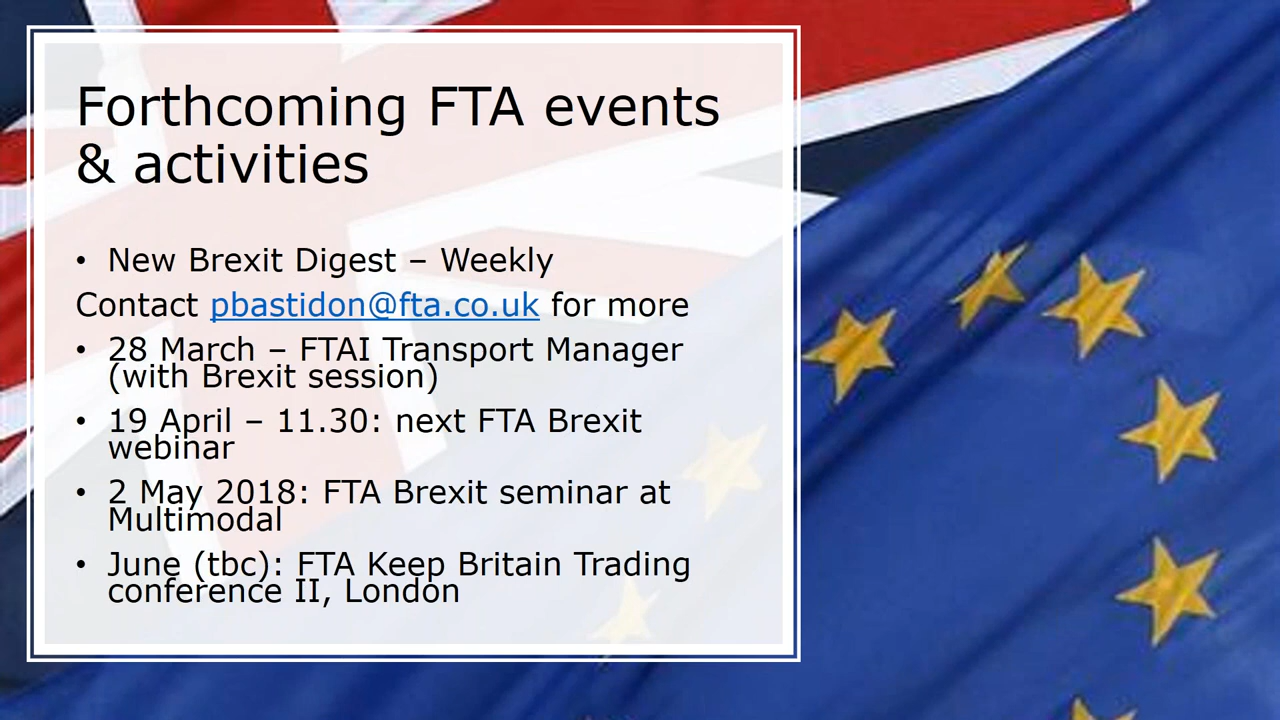 Forthcoming FTA events
& activities
• New Brexit Digest – Weekly
Contact pbastidon@fta.co.uk for more
• 28 March – FTAI Transport Manager
(with Brexit session)
• 19 April – 11.30: next FTA Brexit
webinar
• 2 May 2018: FTA Brexit seminar at
Multimodal
• June (tbc): FTA Keep Britain Trading
conference II, London